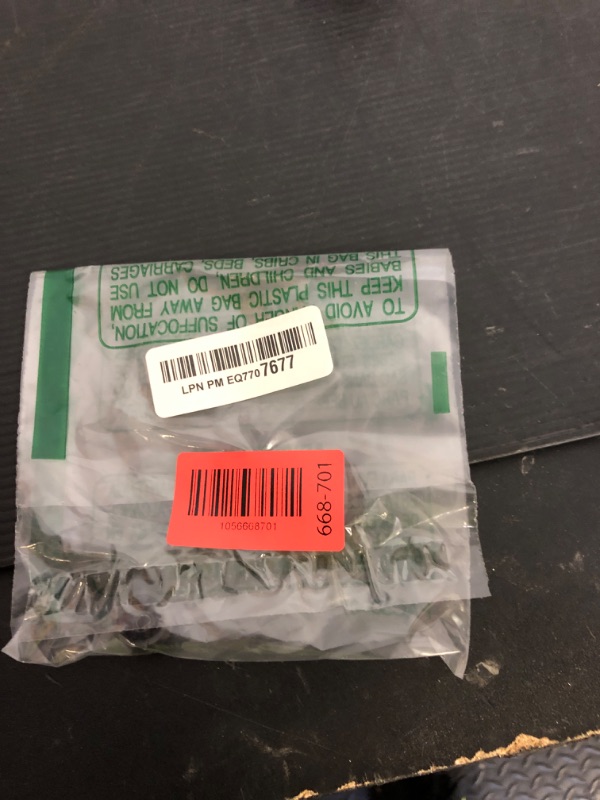 TO AVOID DANGER OF SUFFOCATION,
KEEP THIS PLASTIC BAG AWAY FROM
BABIES AND CHILDREN, DO NOT USE
THIS BAG IN CRIBS, BEDS, CARRIAGES
LPN PM EQ7707677
1056668701
668-701